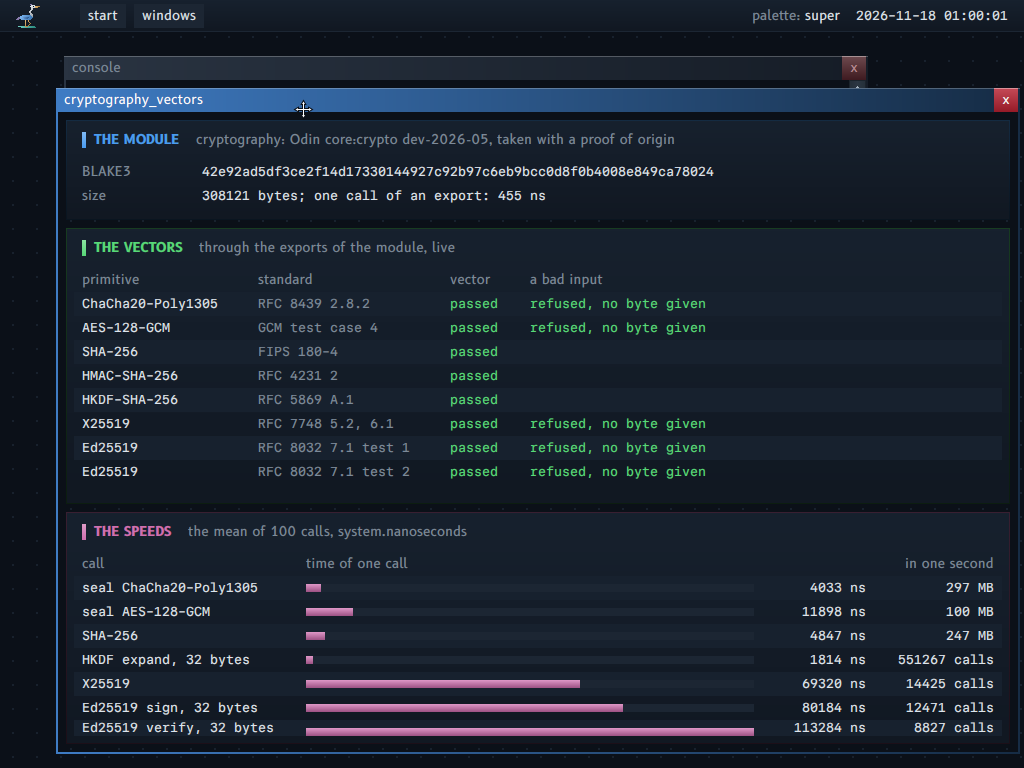 start windows palette: super 2026-11-18 01:00:01
console x
cryptography_vectors x
THE MODULE cryptography: Odin core:crypto dev-2026-05, taken with a proof of origin
BLAKE3 42e92ad5df3ce2f14d17330144927c92b97c6eb9bcc0d8f0b4008e849ca78024
size 308121 bytes; one call of an export: 455 ns
THE VECTORS through the exports of the module, live
primitive standard vector a bad input
ChaCha20-Poly1305 RFC 8439 2.8.2 passed refused, no byte given
AES-128-GCM GCM test case 4 passed refused, no byte given
SHA-256 FIPS 180-4 passed
HMAC-SHA-256 RFC 4231 2 passed
HKDF-SHA-256 RFC 5869 A.1 passed
X25519 RFC 7748 5.2, 6.1 passed refused, no byte given
Ed25519 RFC 8032 7.1 test 1 passed refused, no byte given
Ed25519 RFC 8032 7.1 test 2 passed refused, no byte given
THE SPEEDS the mean of 100 calls, system.nanoseconds
call time of one call in one second
seal ChaCha20-Poly1305 4033 ns 297 MB
seal AES-128-GCM 11898 ns 100 MB
SHA-256 4847 ns 247 MB
HKDF expand, 32 bytes 1814 ns 551267 calls
X25519 69320 ns 14425 calls
Ed25519 sign, 32 bytes 80184 ns 12471 calls
Ed25519 verify, 32 bytes 113284 ns 8827 calls